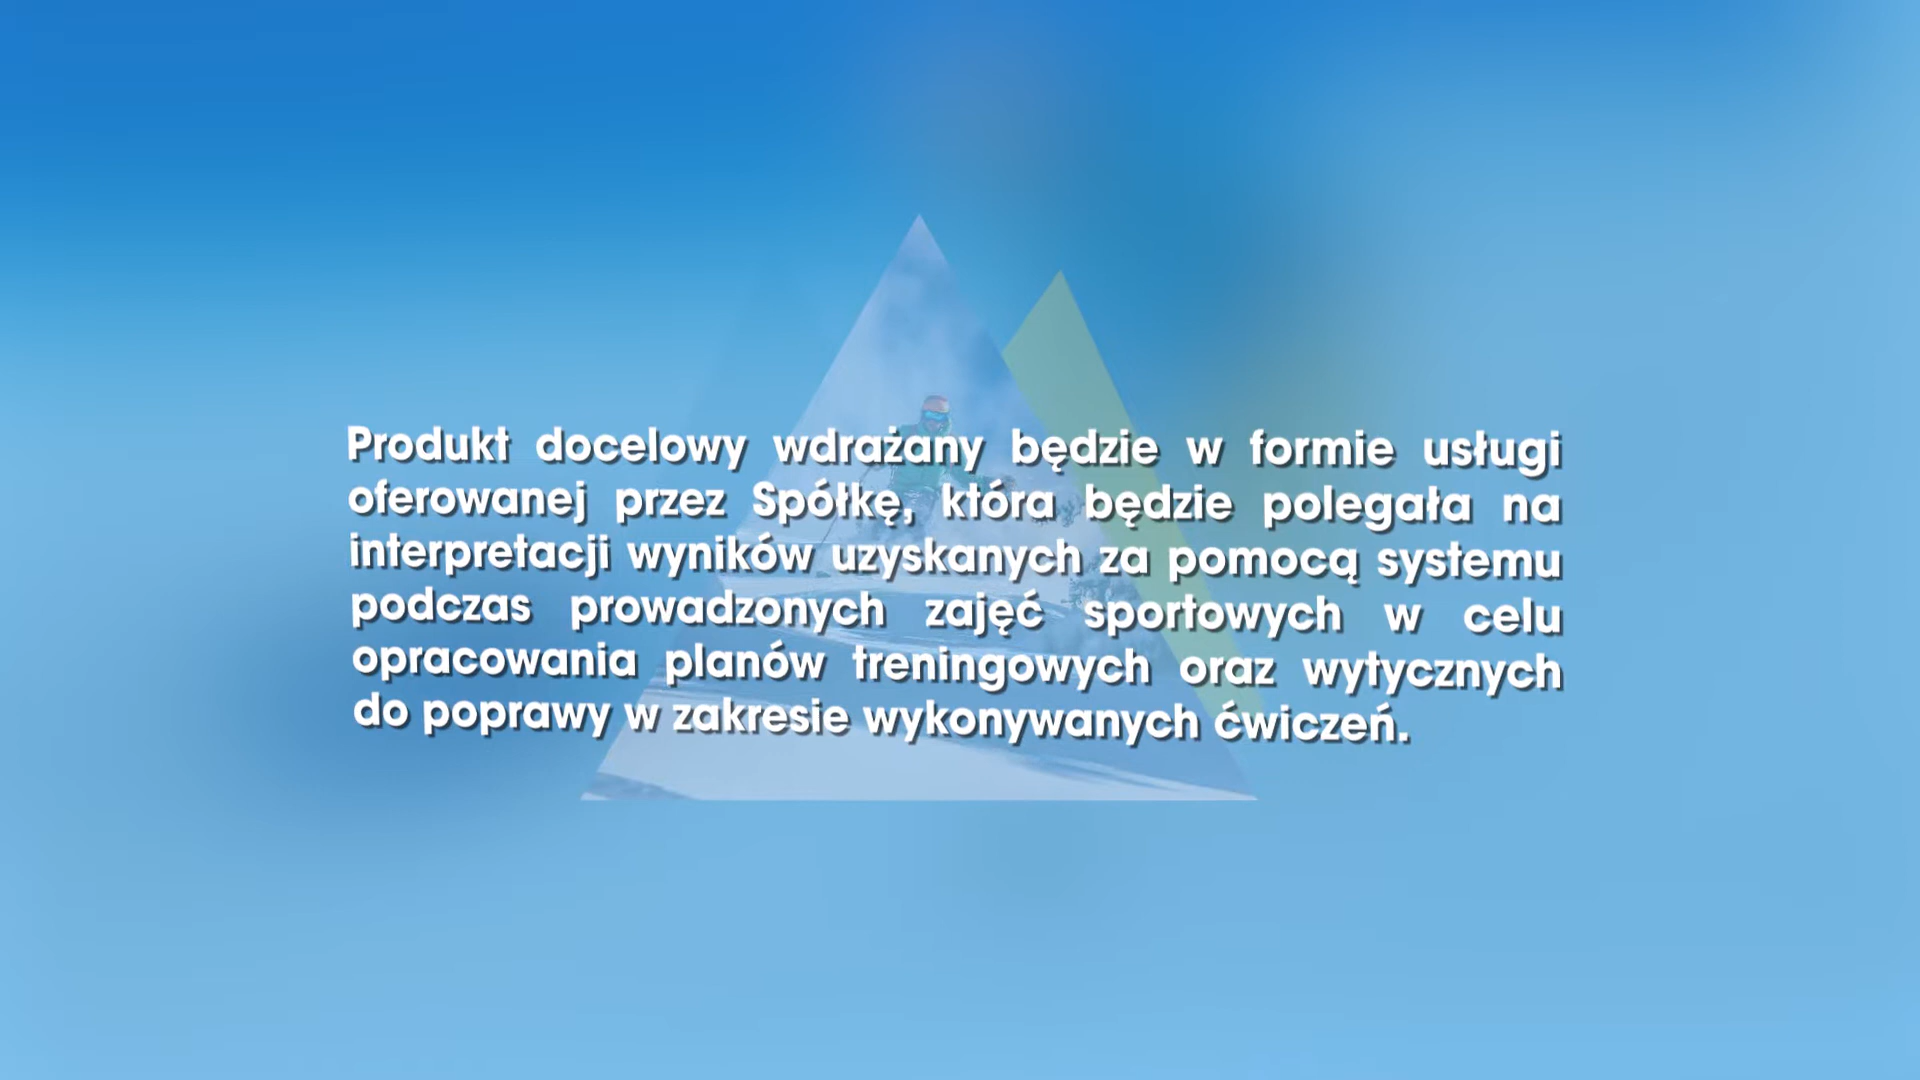 Produkt docelowy wdrażany będzie w formie usługi
oferowanej przez Spółkę, która będzie polegała na
interpretacji wyników uzyskanych za pomocą systemu
podczas prowadzonych zajęć sportowych w celu
opracowania planów treningowych oraz wytycznych
do poprawy w zakresie wykonywanych ćwiczeń.